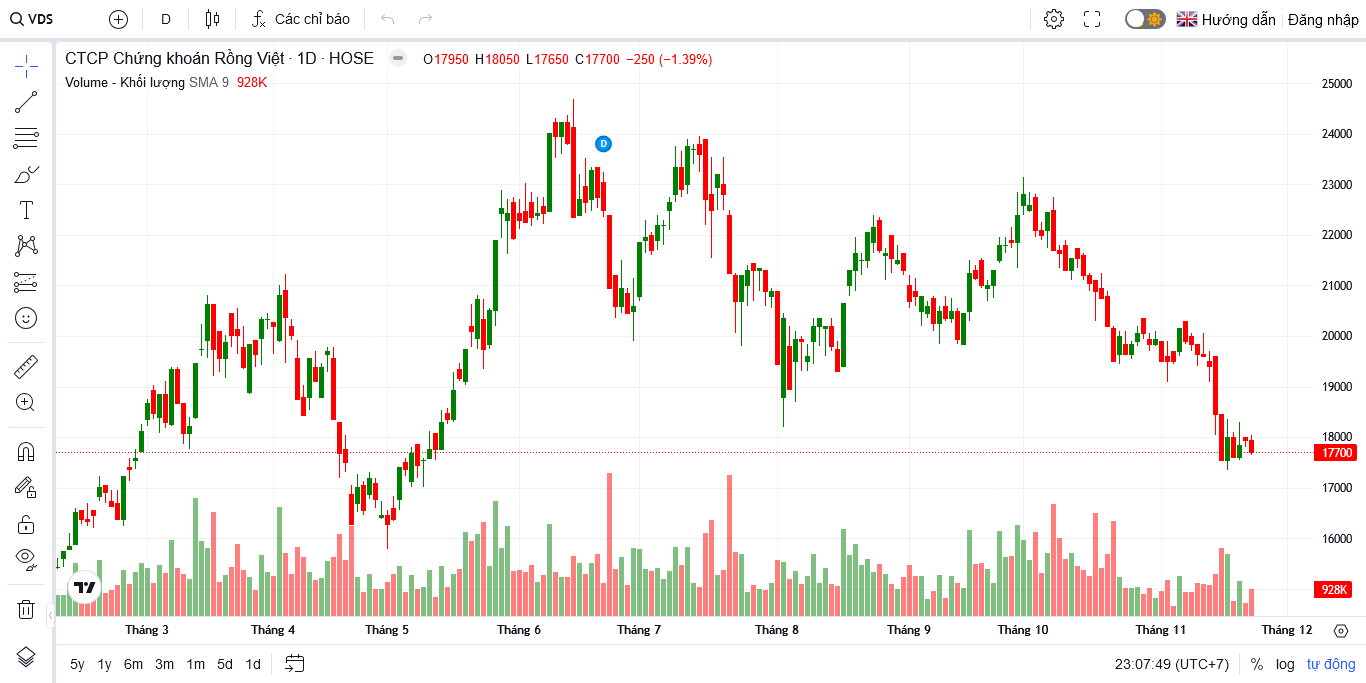 VDS D Các chỉ báo Hướng dẫn Đăng nhập
CTCP Chứng khoán Rồng Việt · 1D · HOSE O17950 H18050 L17650 C17700 −250 (−1.39%)
Volume - Khối lượng SMA 9 928K
D
T
25000
24000
23000
22000
21000
20000
19000
18000
17700
17000
16000
928K
Tháng 3 Tháng 4 Tháng 5 Tháng 6 Tháng 7 Tháng 8 Tháng 9 Tháng 10 Tháng 11 Tháng 12
5y 1y 6m 3m 1m 5d 1d 23:07:49 (UTC+7) % log tự động